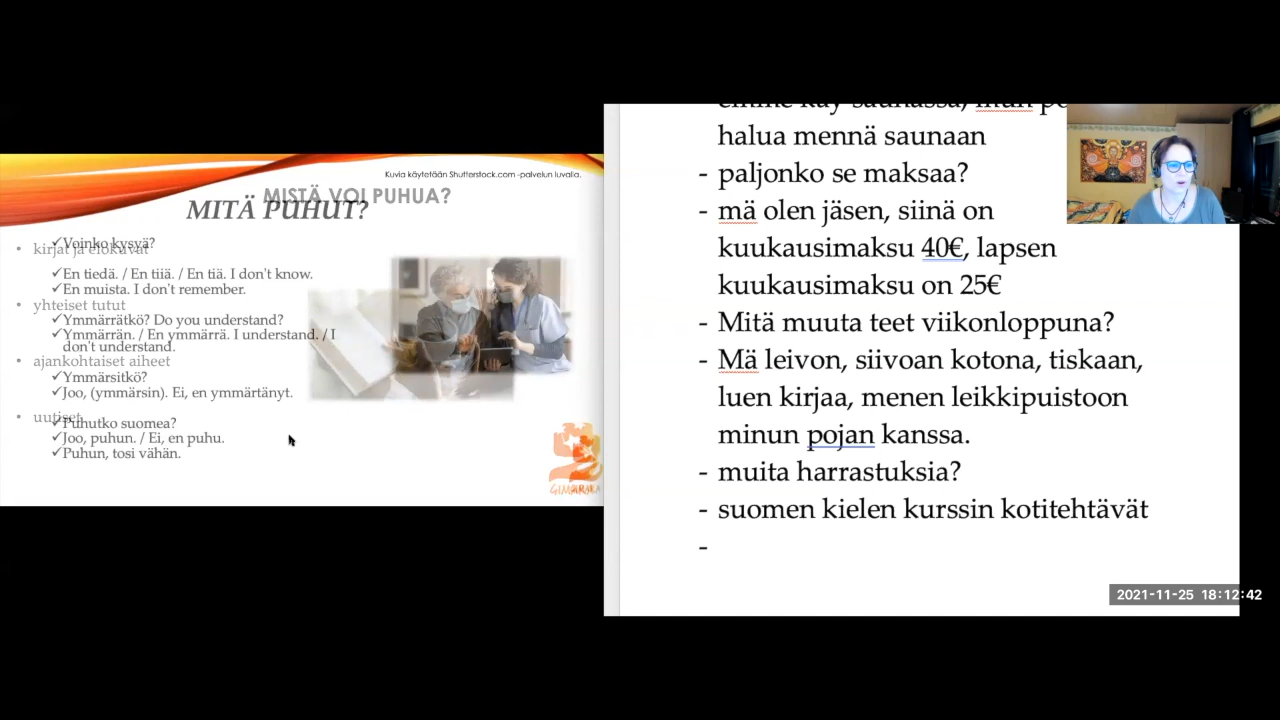 Kuvia käytetään Shutterstock.com -palvelun luvalla.
MISTÄ VOI PUHUA?
MITÄ PUHUT?
✓Voinko kysyä?
• kirjat ja elokuvat
✓En tiedä. / En tiiä. / En tiä. I don't know.
✓En muista. I don't remember.
• yhteiset tutut
✓Ymmärrätkö? Do you understand?
✓Ymmärrän. / En ymmärrä. I understand. / I
don't understand.
• ajankohtaiset aiheet
✓Ymmärsitkö?
✓Joo, (ymmärsin). Ei, en ymmärtänyt.
• uutiset
✓Puhutko suomea?
✓Joo, puhun. / Ei, en puhu.
✓Puhun, tosi vähän.
halua mennä saunaan
- paljonko se maksaa?
- mä olen jäsen, siinä on
kuukausimaksu 40€, lapsen
kuukausimaksu on 25€
- Mitä muuta teet viikonloppuna?
- Mä leivon, siivoan kotona, tiskaan,
luen kirjaa, menen leikkipuistoon
minun pojan kanssa.
- muita harrastuksia?
- suomen kielen kurssin kotitehtävät
-
2021-11-25 18:12:42